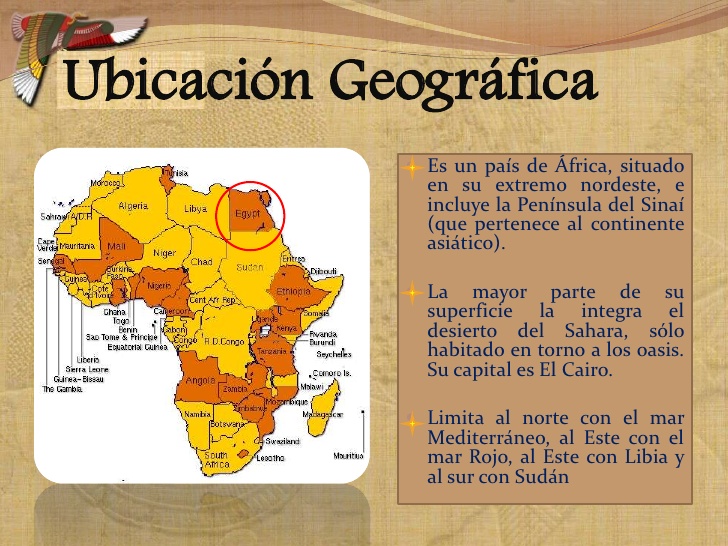 Ubicación Geográfica
Es un país de África, situado
en su extremo nordeste, e
incluye la Península del Sinaí
(que pertenece al continente
asiático).
La mayor parte de su
superficie la integra el
desierto del Sahara, sólo
habitado en torno a los oasis.
Su capital es El Cairo.
Limita al norte con el mar
Mediterráneo, al Este con el
mar Rojo, al Este con Libia y
al sur con Sudán
Tunisia
Morocco
Algeria
Libya
Egypt
Sahrawi A.D.R.
Cape
Verde
Mauritania
Mali
Niger
Chad
Sudan
Eritrea
Djibouti
Senegal
Burkina
Faso
Nigeria
Ethiopia
Somalia
Guinea
Cote
d'Ivoire
Ghana
Togo
Benin
Cent Afr Rep.
Cameroon
Sao Tome & Principe
Equatorial Guinea
Gabon
Congo
R.D.Congo
Uganda
Kenya
Rwanda
Burundi
Seychelles
Liberia
Sierra Leone
Guinea-Bissau
The Gambia
Tanzania
Comoro Is.
Angola
Zambia
Malawi
Mozambique
Zimbabwe
Namibia
Botswana
Madagascar
Swaziland
Mauritius
South
Africa
Lesotho